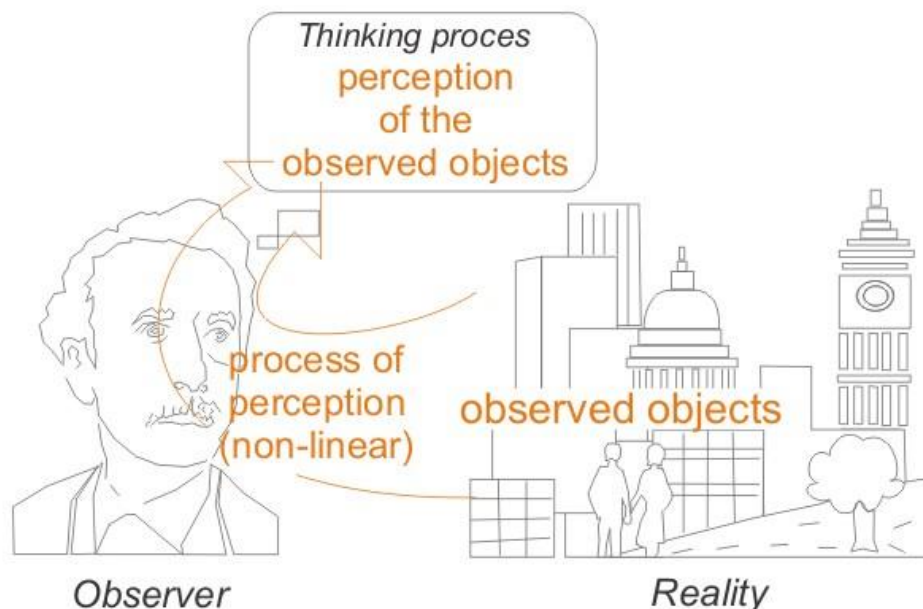 Thinking proces
perception
of the
observed objects
process of
perception
(non-linear)
observed objects
Observer
Reality